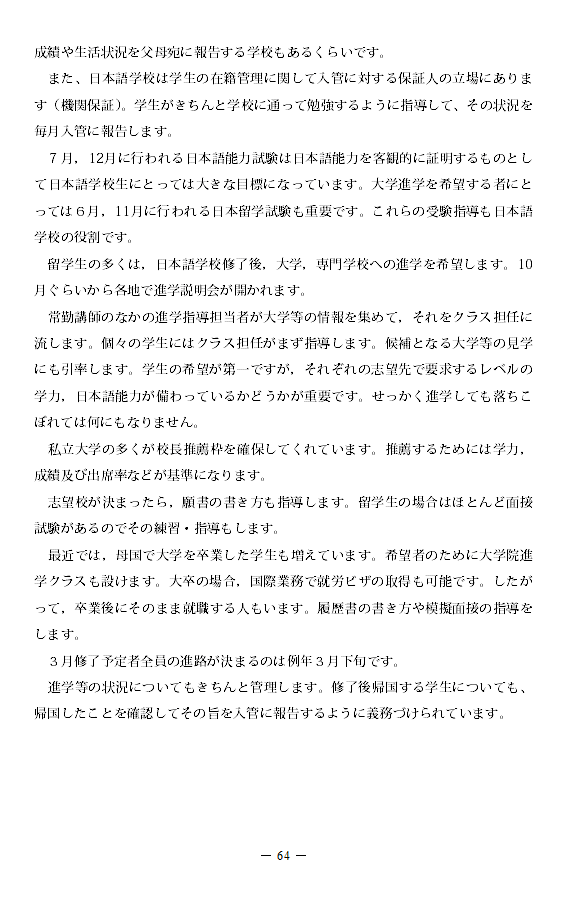 成績や生活状況を父母宛に報告する学校もあるくらいです。
また、日本語学校は学生の在籍管理に関して入管に対する保証人の立場にありま
す（機関保証）。学生がきちんと学校に通って勉強するように指導して、その状況を
毎月入管に報告します。
７月，12月に行われる日本語能力試験は日本語能力を客観的に証明するものとし
て日本語学校生にとっては大きな目標になっています。大学進学を希望する者にと
っては６月，11月に行われる日本留学試験も重要です。これらの受験指導も日本語
学校の役割です。
留学生の多くは，日本語学校修了後，大学，専門学校への進学を希望します。10
月ぐらいから各地で進学説明会が開かれます。
常勤講師のなかの進学指導担当者が大学等の情報を集めて，それをクラス担任に
流します。個々の学生にはクラス担任がまず指導します。候補となる大学等の見学
にも引率します。学生の希望が第一ですが，それぞれの志望先で要求するレベルの
学力，日本語能力が備わっているかどうかが重要です。せっかく進学しても落ちこ
ぼれては何にもなりません。
私立大学の多くが校長推薦枠を確保してくれています。推薦するためには学力，
成績及び出席率などが基準になります。
志望校が決まったら，願書の書き方も指導します。留学生の場合はほとんど面接
試験があるのでその練習・指導もします。
最近では，母国で大学を卒業した学生も増えています。希望者のために大学院進
学クラスも設けます。大卒の場合，国際業務で就労ビザの取得も可能です。したが
って，卒業後にそのまま就職する人もいます。履歴書の書き方や模擬面接の指導を
します。
３月修了予定者全員の進路が決まるのは例年３月下旬です。
進学等の状況についてもきちんと管理します。修了後帰国する学生についても、
帰国したことを確認してその旨を入管に報告するように義務づけられています。
― 64 ―